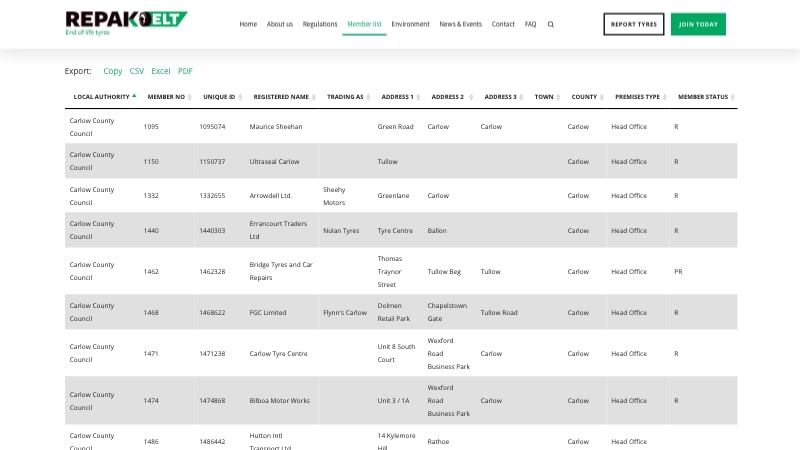 REPAK ELT
End of life tyres
Home About us Regulations Member list Environment News & Events Contact FAQ
REPORT TYRES JOIN TODAY
Export: Copy CSV Excel PDF
LOCAL AUTHORITY MEMBER NO UNIQUE ID REGISTERED NAME TRADING AS ADDRESS 1 ADDRESS 2 ADDRESS 3 TOWN COUNTY PREMISES TYPE MEMBER STATUS
Carlow County Council 1095 1095074 Maurice Sheehan Green Road Carlow Carlow Carlow Head Office R
Carlow County Council 1150 1150737 Ultraseal Carlow Tullow Carlow Head Office R
Carlow County Council 1332 1332655 Arrowdell Ltd. Sheehy Motors Greenlane Carlow Carlow Head Office R
Carlow County Council 1440 1440303 Errancourt Traders Ltd Nolan Tyres Tyre Centre Ballon Carlow Head Office R
Carlow County Council 1462 1462328 Bridge Tyres and Car Repairs Thomas Traynor Street Tullow Beg Tullow Carlow Head Office PR
Carlow County Council 1468 1468622 FGC Limited Flynn's Carlow Dolmen Retail Park Chapelstown Gate Tullow Road Carlow Head Office R
Carlow County Council 1471 1471238 Carlow Tyre Centre Unit 8 South Court Wexford Road Business Park Carlow Carlow Head Office R
Carlow County Council 1474 1474868 Bilboa Motor Works Unit 3 / 1A Wexford Road Business Park Carlow Carlow Head Office R
Carlow County Council 1486 1486442 Hutton Intl Transport Ltd 14 Kylemore Hill Rathoe Carlow Head Office